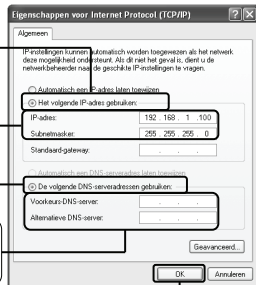 Eigenschappen voor Internet Protocol (TCP/IP)
Algemeen
IP-instellingen kunnen automatisch worden toegewezen als het netwerk
deze mogelijkheid ondersteunt. Als dit niet het geval is, dient u de
netwerkbeheerder naar de geschikte IP-instellingen te vragen.
Automatisch een IP-adres laten toewijzen
Het volgende IP-adres gebruiken:
IP-adres: 192 . 168 . 1 . 100
Subnetmasker: 255 . 255 . 255 . 0
Standaard-gateway: . . .
Automatisch een DNS-serveradres laten toewijzen
De volgende DNS-serveradressen gebruiken:
Voorkeurs-DNS-server: . . .
Alternatieve DNS-server: . . .
Geavanceerd...
OK Annuleren